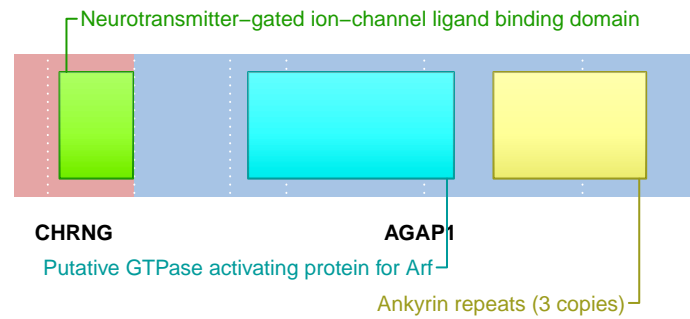 Neurotransmitter−gated ion−channel ligand binding domain
CHRNG AGAP1
Putative GTPase activating protein for Arf
Ankyrin repeats (3 copies)